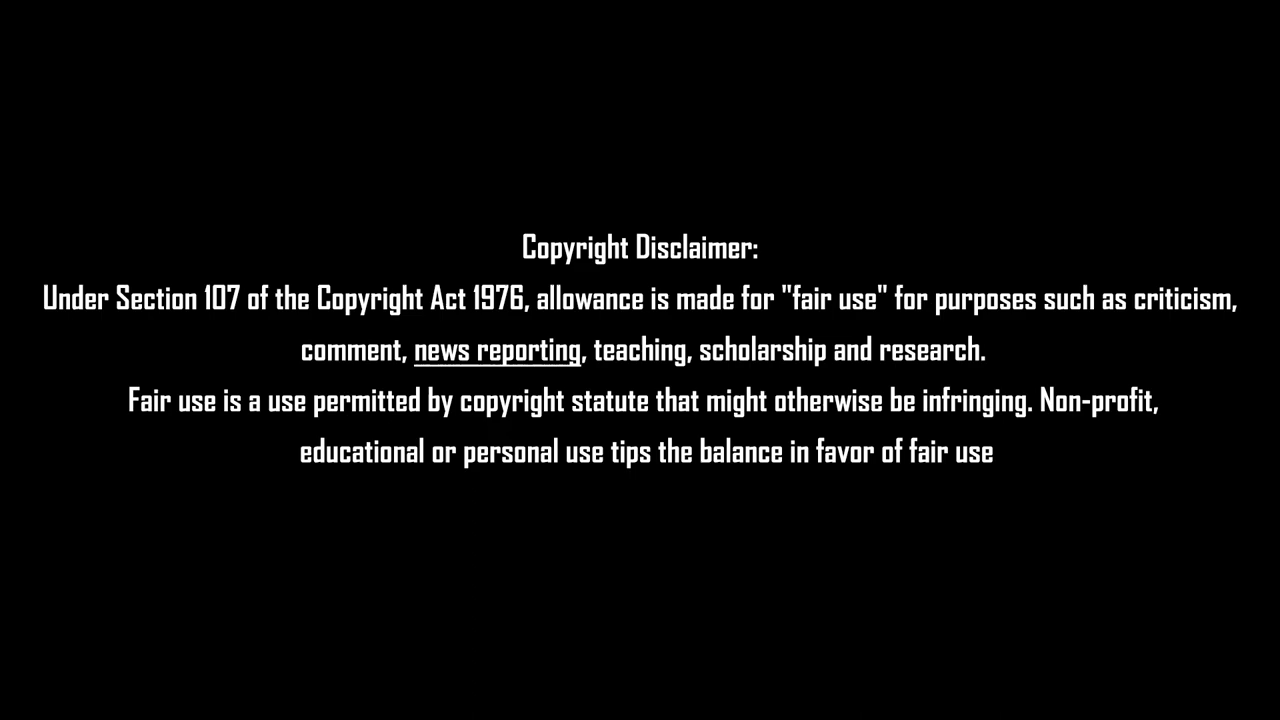 Copyright Disclaimer:
Under Section 107 of the Copyright Act 1976, allowance is made for "fair use" for purposes such as criticism,
comment, news reporting, teaching, scholarship and research.
Fair use is a use permitted by copyright statute that might otherwise be infringing. Non-profit,
educational or personal use tips the balance in favor of fair use